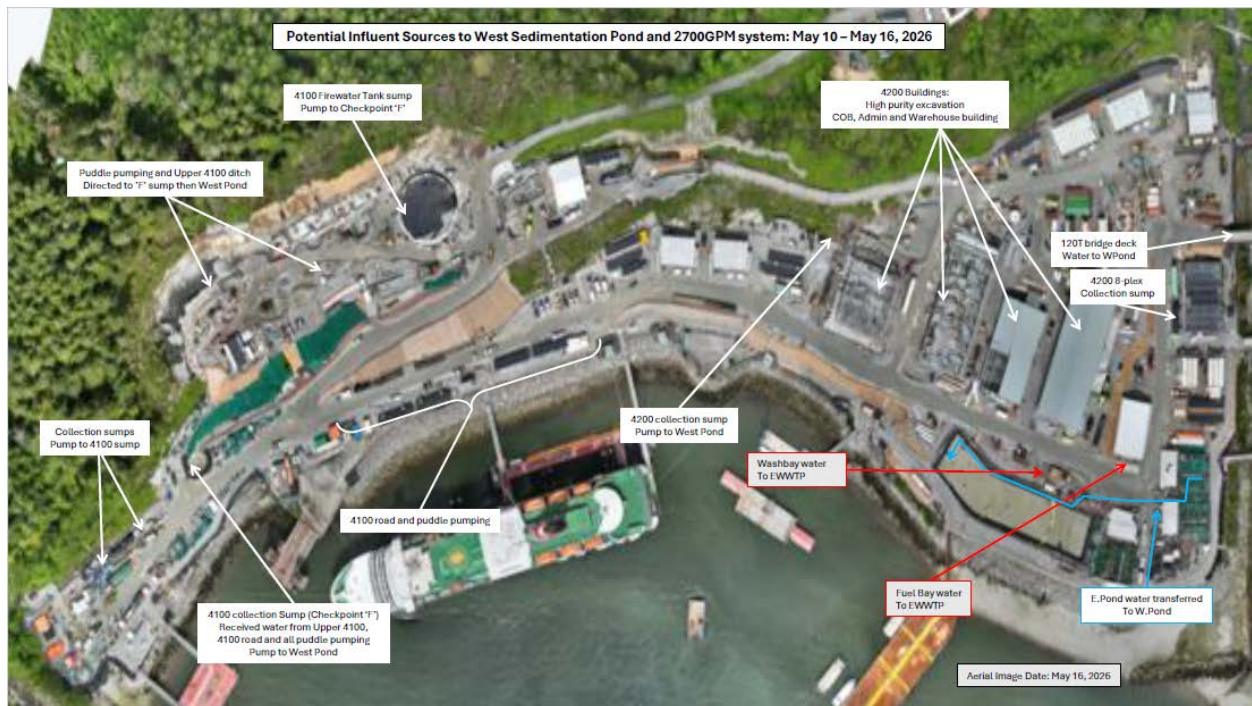 Potential Influent Sources to West Sedimentation Pond and 2700GPM system: May 10 – May 16, 2026
4100 Firewater Tank sump
Pump to Checkpoint "F"
4200 Buildings:
High purity excavation
COB, Admin and Warehouse building
Puddle pumping and Upper 4100 ditch
Directed to "F" sump then West Pond
120T bridge deck
Water to WPond
4200 8-plex
Collection sump
Collection sumps
Pump to 4100 sump
4200 collection sump
Pump to West Pond
Washbay water
To EWWTP
4100 road and puddle pumping
4100 collection Sump (Checkpoint "F")
Received water from Upper 4100,
4100 road and all puddle pumping
Pump to West Pond
Fuel Bay water
To EWWTP
E.Pond water transferred
To W.Pond
Aerial Image Date: May 16, 2026